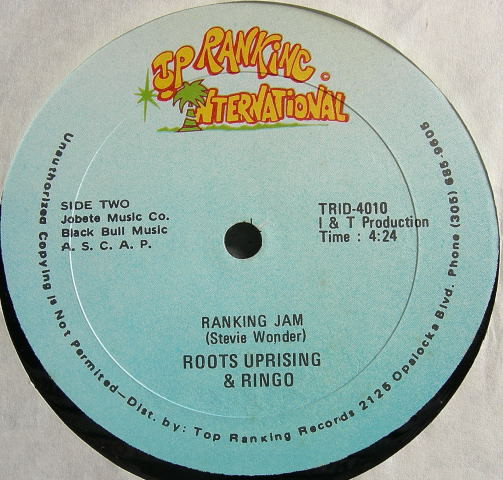 TOP RANKING
INTERNATIONAL
SIDE TWO
Jobete Music Co.
Black Bull Music
A. S. C. A. P.
TRID-4010
I & T Production
Time : 4:24
RANKING JAM
(Stevie Wonder)
ROOTS UPRISING
& RINGO
Unauthorized Copying is Not Permited—Dist. by: Top Ranking Records 2125 Opalocka Blvd. Phone (305) 685-9605